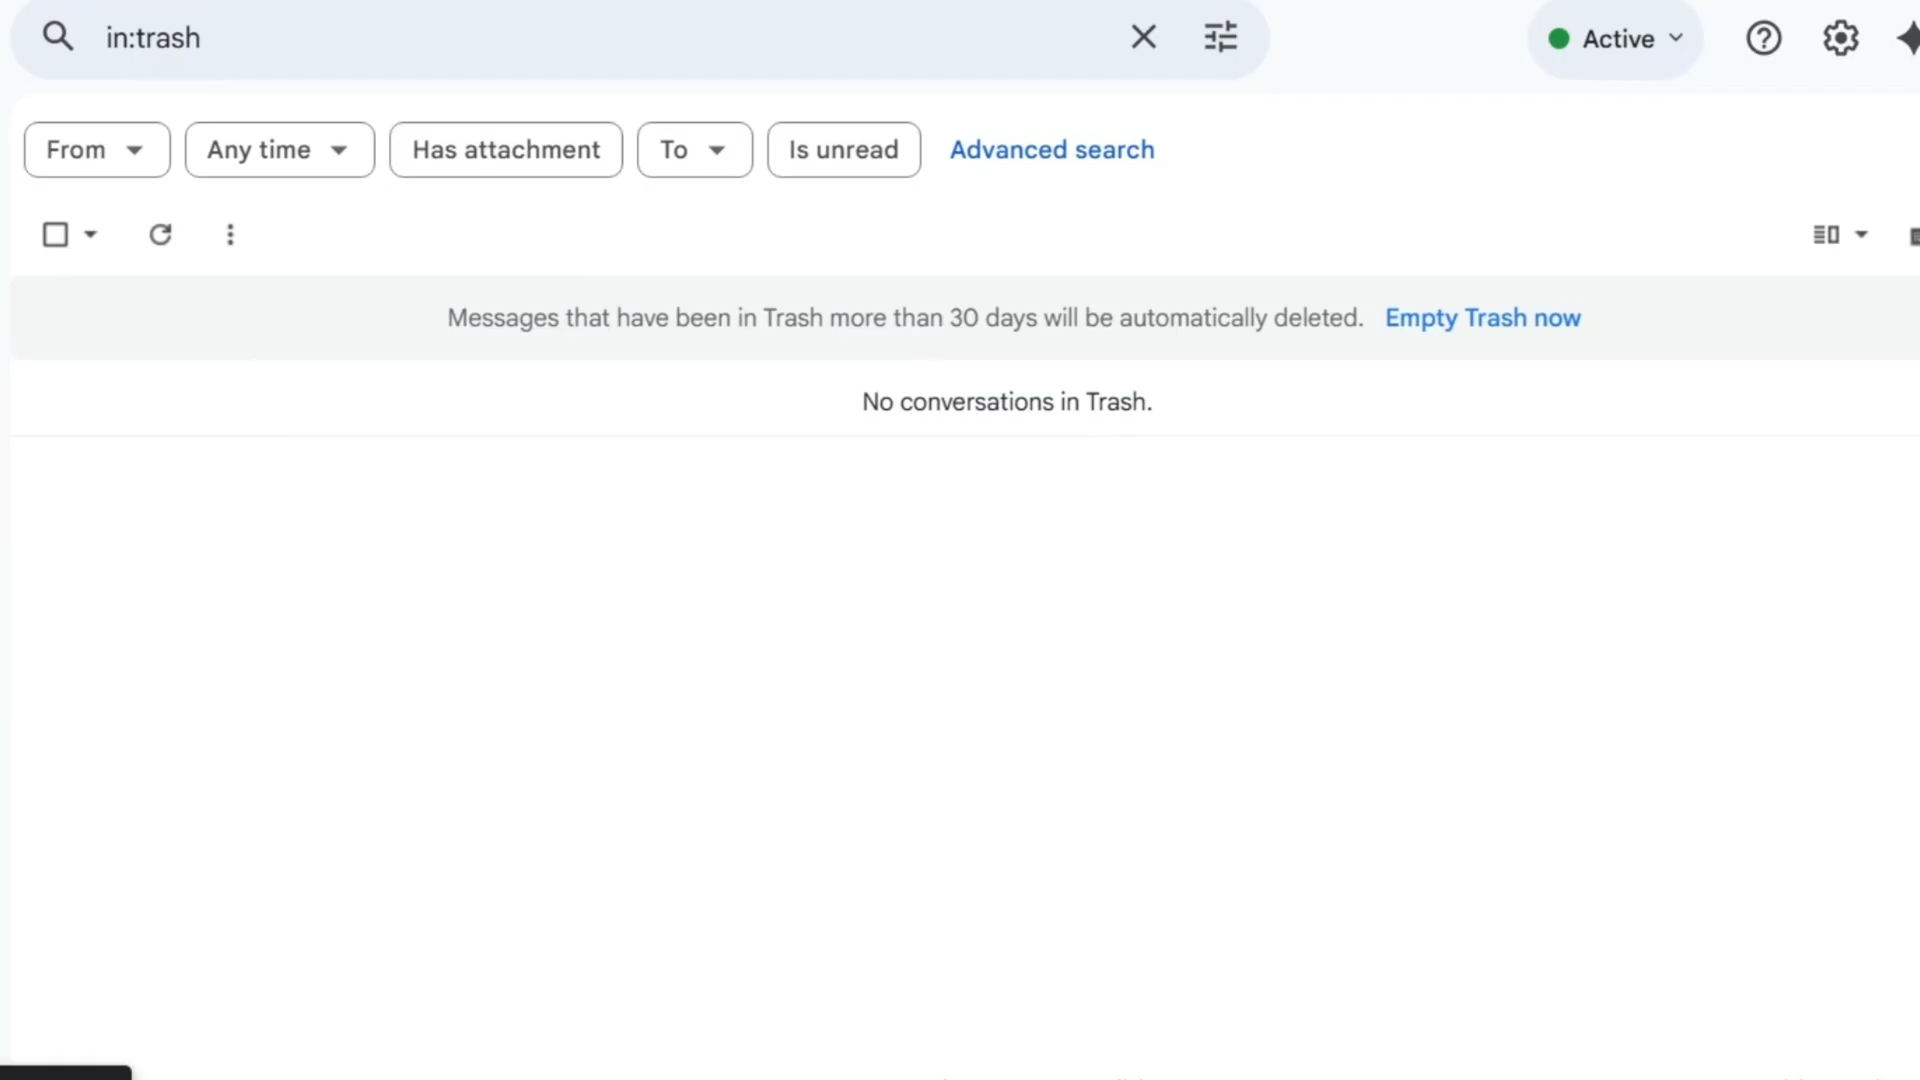 in:trash
Active
From
Any time
Has attachment
To
Is unread
Advanced search
Messages that have been in Trash more than 30 days will be automatically deleted. Empty Trash now
No conversations in Trash.